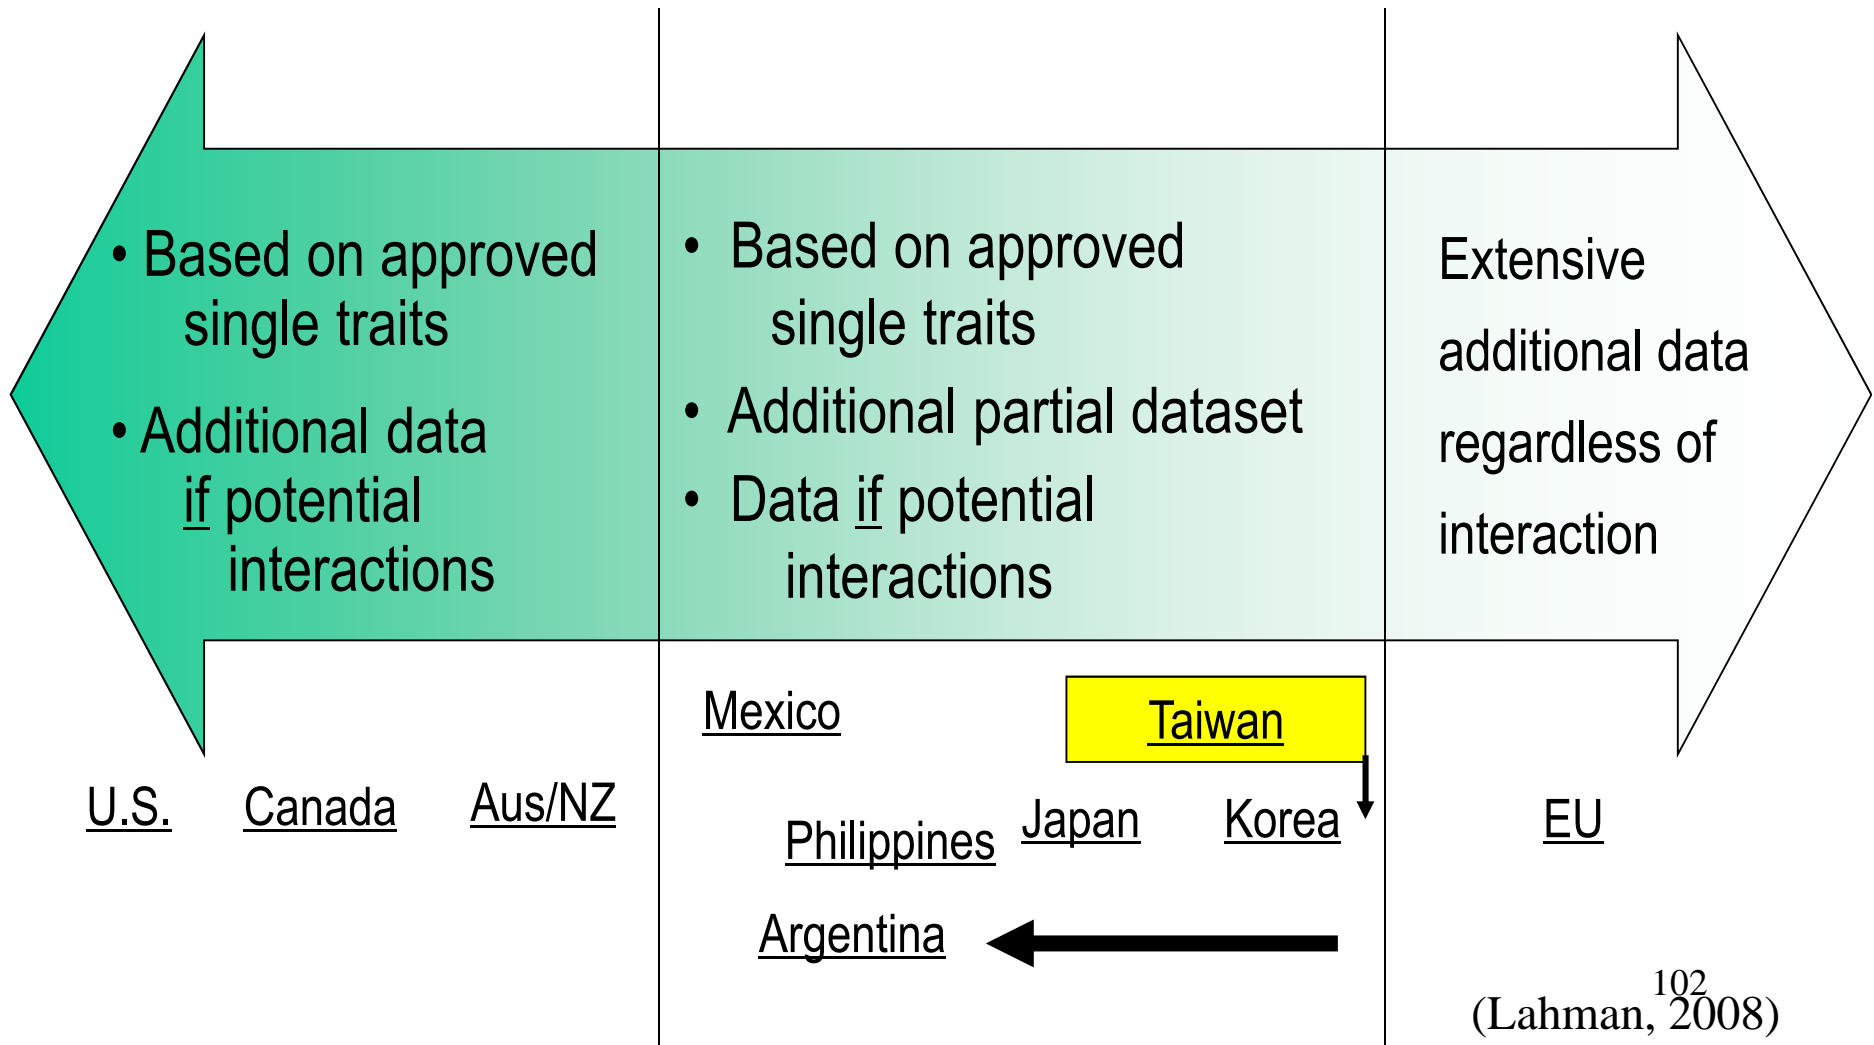 • Based on approved
single traits
• Additional data
if potential
interactions
• Based on approved
single traits
• Additional partial dataset
• Data if potential
interactions
Extensive
additional data
regardless of
interaction
U.S.
Canada
Aus/NZ
Mexico
Taiwan
Philippines
Japan
Korea
Argentina
EU
102
(Lahman, 2008)